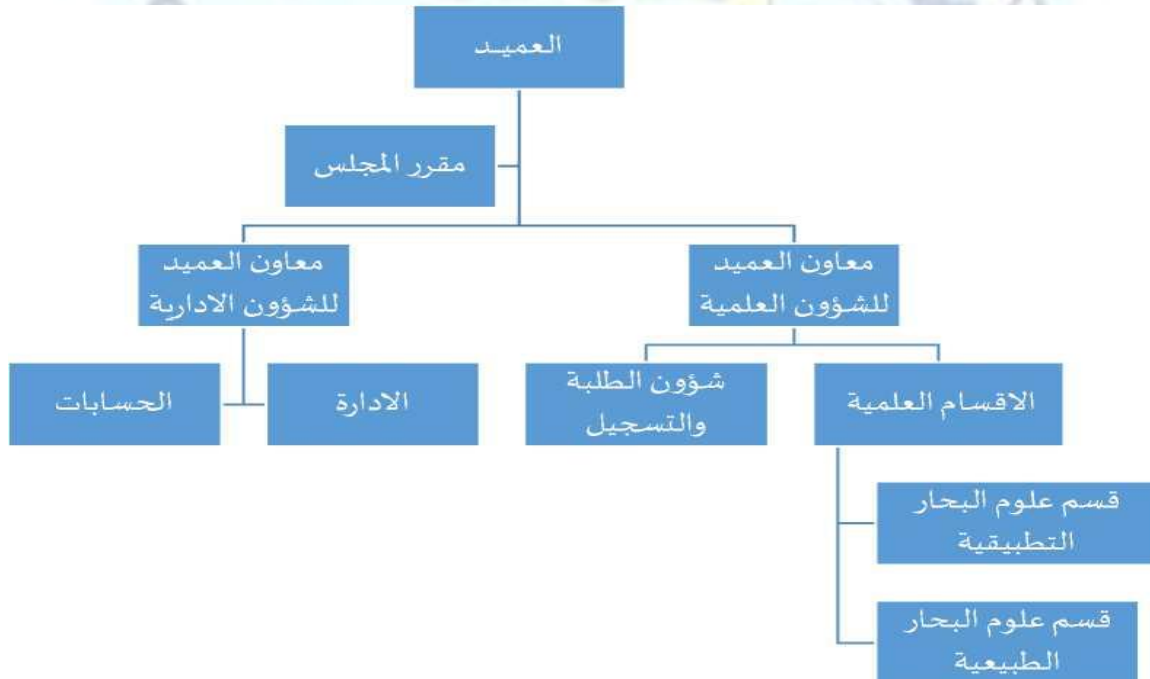 العميـد
مقرر المجلس
معاون العميد
للشؤون العلمية
معاون العميد
للشؤون الادارية
الاقسام العلمية
شؤون الطلبة
والتسجيل
الادارة
الحسابات
قسم علوم البحار
التطبيقية
قسم علوم البحار
الطبيعية